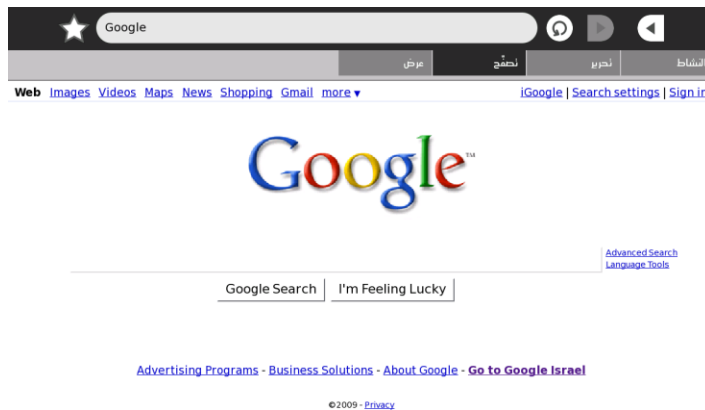 Google
النشاط تحرير تصفّح عرض
Web Images Videos Maps News Shopping Gmail more ▼ iGoogle | Search settings | Sign in
Google™
Advanced Search
Language Tools
Google Search I'm Feeling Lucky
Advertising Programs - Business Solutions - About Google - Go to Google Israel
©2009 - Privacy